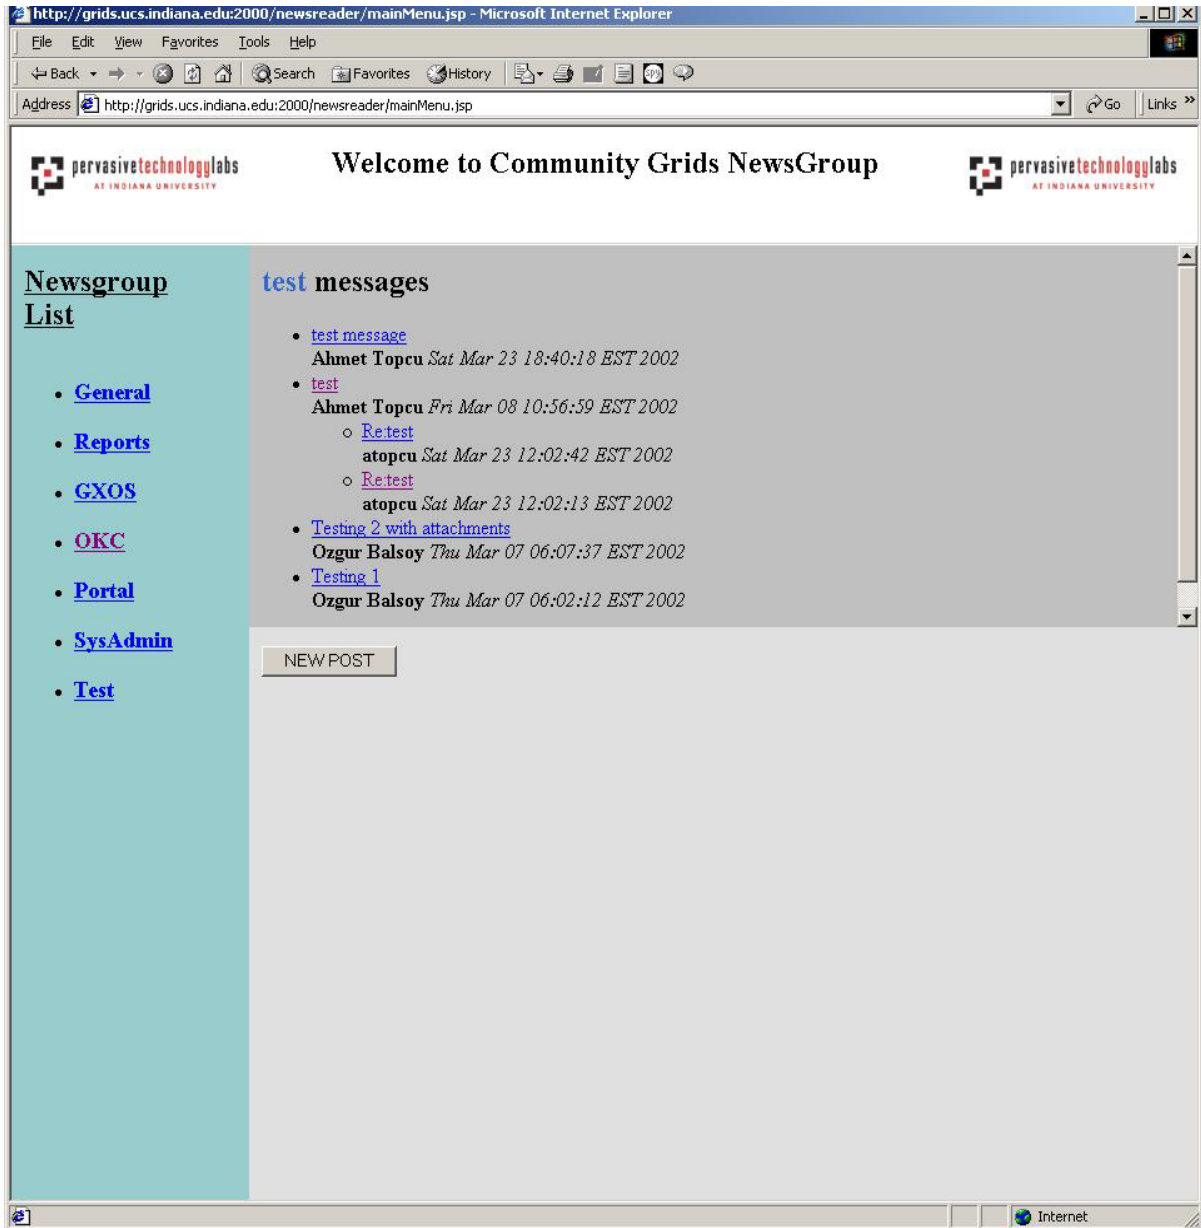 http://grids.ucs.indiana.edu:2000/newsreader/mainMenu.jsp - Microsoft Internet Explorer
File Edit View Favorites Tools Help
Back Search Favorites History SPY
Address http://grids.ucs.indiana.edu:2000/newsreader/mainMenu.jsp Go Links »
pervasivetechnologylabs
AT INDIANA UNIVERSITY
Welcome to Community Grids NewsGroup
pervasivetechnologylabs
AT INDIANA UNIVERSITY
Newsgroup
List
General
Reports
GXOS
OKC
Portal
SysAdmin
Test
test messages
test message
Ahmet Topcu Sat Mar 23 18:40:18 EST 2002
test
Ahmet Topcu Fri Mar 08 10:56:59 EST 2002
Re:test
atopcu Sat Mar 23 12:02:42 EST 2002
Re:test
atopcu Sat Mar 23 12:02:13 EST 2002
Testing 2 with attachments
Ozgur Balsoy Thu Mar 07 06:07:37 EST 2002
Testing 1
Ozgur Balsoy Thu Mar 07 06:02:12 EST 2002
NEW POST
Internet